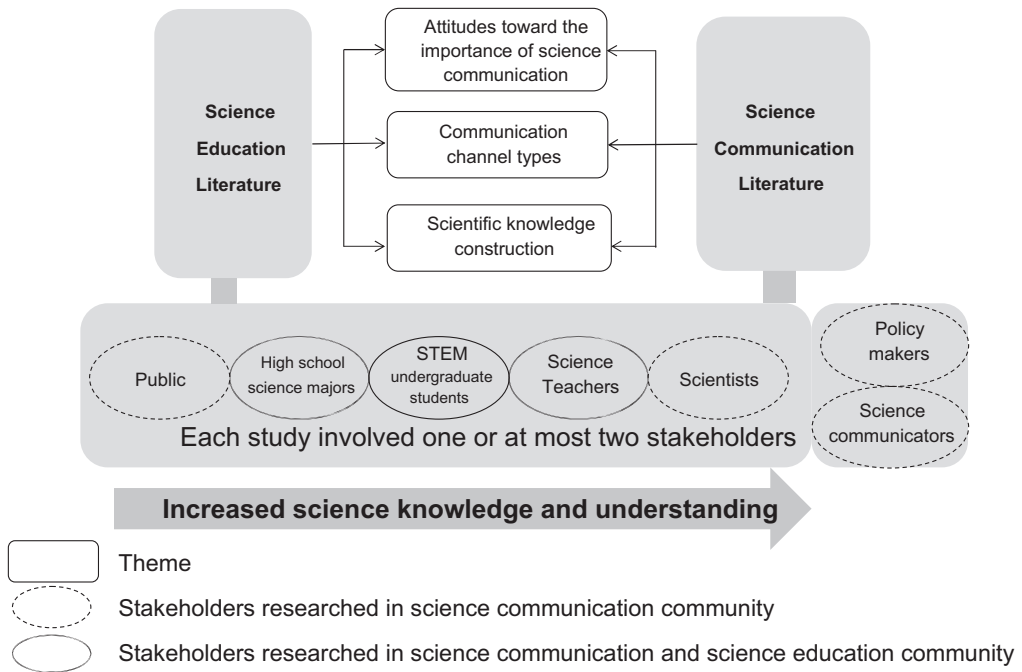 Attitudes toward the
importance of science
communication
Science
Education
Literature
Communication
channel types
Science
Communication
Literature
Scientific knowledge
construction
Public
High school
science majors
STEM
undergraduate
students
Science
Teachers
Scientists
Policy
makers
Science
communicators
Each study involved one or at most two stakeholders
Increased science knowledge and understanding
Theme
Stakeholders researched in science communication community
Stakeholders researched in science communication and science education community